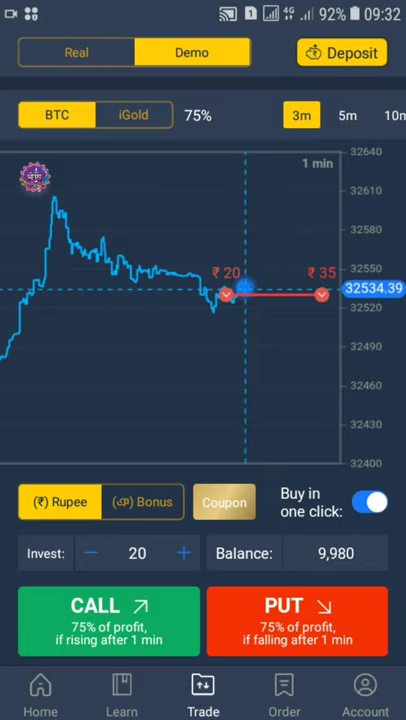 4G 92% 09:32
Real Demo Deposit
BTC iGold 75% 3m 5m 10m
1 min
32640
32610
32580
32550
₹ 20 ₹ 35
32534.39
32520
32490
32460
32430
32400
(₹) Rupee Bonus Coupon
Buy in
one click:
Invest: − 20 + Balance: 9,980
CALL PUT
75% of profit, 75% of profit,
if rising after 1 min if falling after 1 min
Home Learn Trade Order Account